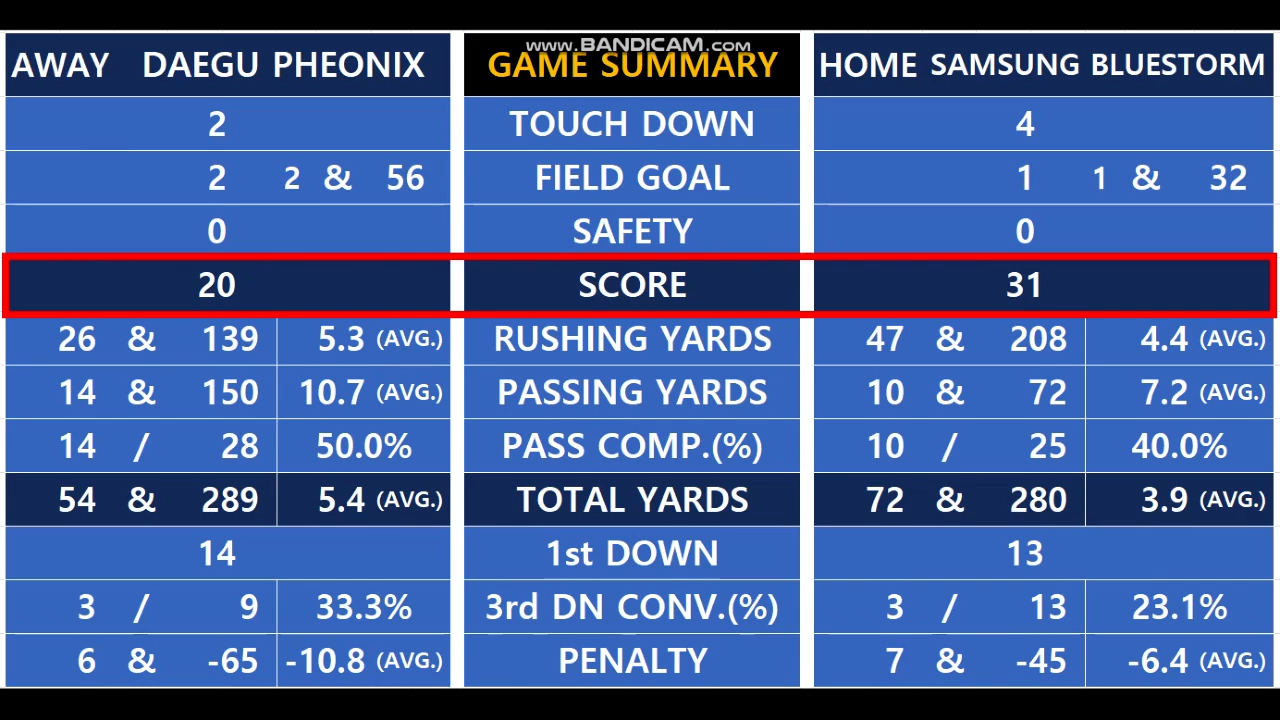 www.BANDICAM.com
AWAY DAEGU PHEONIX GAME SUMMARY HOME SAMSUNG BLUESTORM
2 TOUCH DOWN 4
2 2 & 56 FIELD GOAL 1 1 & 32
0 SAFETY 0
20 SCORE 31
26 & 139 5.3 (AVG.) RUSHING YARDS 47 & 208 4.4 (AVG.)
14 & 150 10.7 (AVG.) PASSING YARDS 10 & 72 7.2 (AVG.)
14 / 28 50.0% PASS COMP.(%) 10 / 25 40.0%
54 & 289 5.4 (AVG.) TOTAL YARDS 72 & 280 3.9 (AVG.)
14 1st DOWN 13
3 / 9 33.3% 3rd DN CONV.(%) 3 / 13 23.1%
6 & -65 -10.8 (AVG.) PENALTY 7 & -45 -6.4 (AVG.)